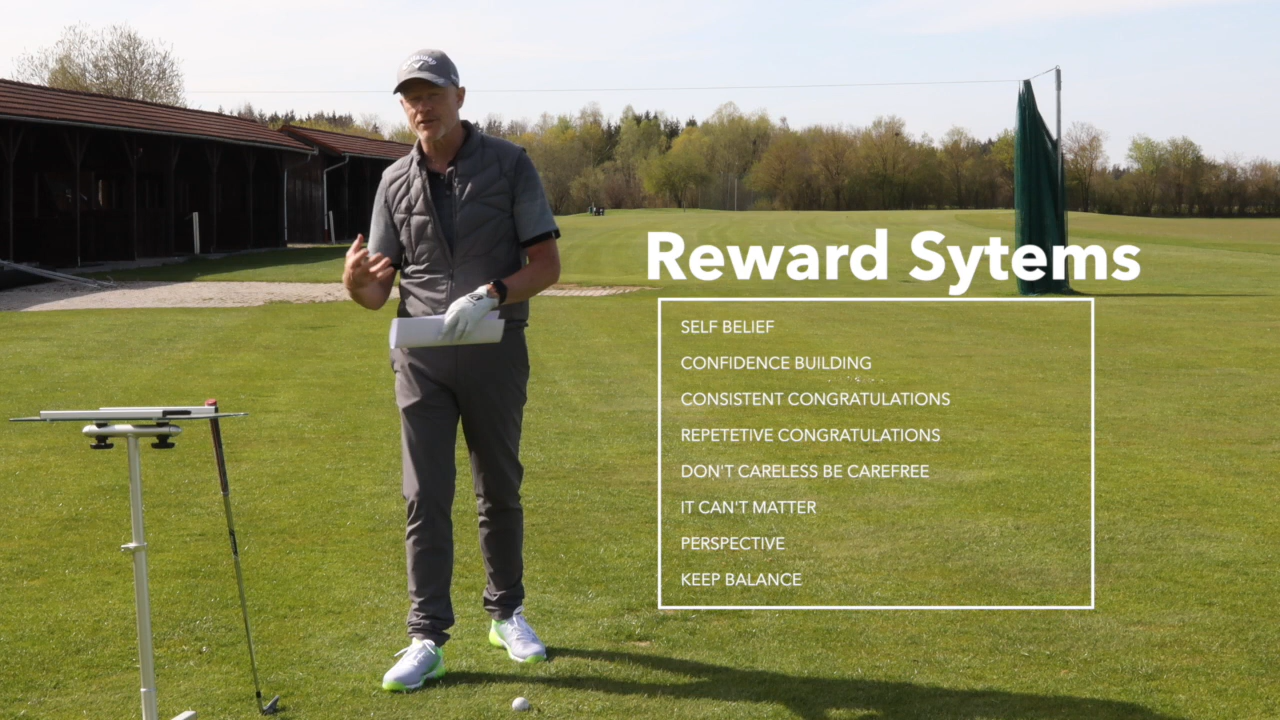 Reward Sytems
SELF BELIEF
CONFIDENCE BUILDING
CONSISTENT CONGRATULATIONS
REPETETIVE CONGRATULATIONS
DON'T CARELESS BE CAREFREE
IT CAN'T MATTER
PERSPECTIVE
KEEP BALANCE